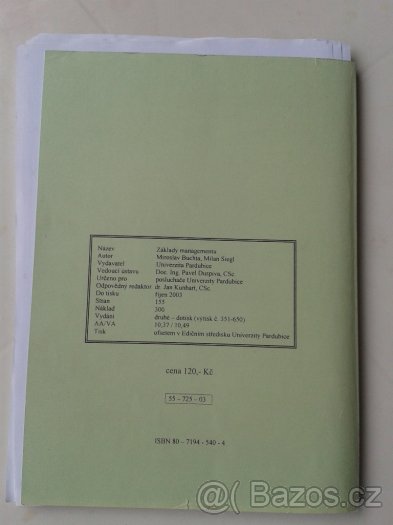 Název Základy managementu
Autor Miroslav Buchta, Milan Siegl
Vydavatel Univerzita Pardubice
Vedoucí ústavu Doc. Ing. Pavel Duspiva, CSc.
Určeno pro posluchače Univerzity Pardubice
Odpovědný redaktor dr. Jan Kunhart, CSc.
Do tisku říjen 2003
Stran 155
Náklad 300
Vydání druhé – dotisk (výtisk č. 351-650)
AA/VA 10,37 / 10,49
Tisk ofsetem v Edičním středisku Univerzity Pardubice
cena 120,- Kč
55 – 725 – 03
ISBN 80 – 7194 – 540 - 4
@ Bazos.cz